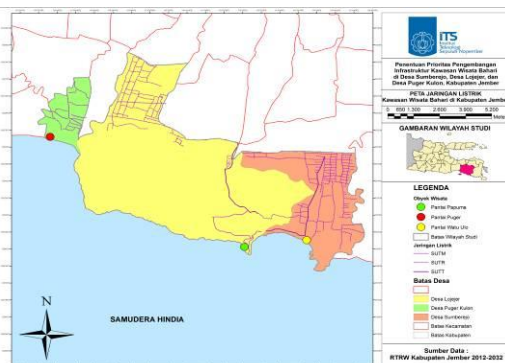 iTS
Institut
Teknologi
Sepuluh Nopember
Penentuan Prioritas Pengembangan
Infrastruktur Kawasan Wisata Bahari
di Desa Sumberejo, Desa Lojejer, dan
Desa Puger Kulon, Kabupaten Jember
PETA JARINGAN LISTRIK
Kawasan Wisata Bahari di Kabupaten Jember
0 650 1.300 2.600 3.900 5.200
GAMBARAN WILAYAH STUDI
LEGENDA
Obyek Wisata
Pantai Papuma
Pantai Puger
Pantai Watu Ulo
Batas Wilayah Studi
Jaringan Listrik
SUTM
SUTR
SUTT
Batas Desa
Desa Lojejer
Desa Puger Kulon
Desa Sumberejo
Batas Kecamatan
Batas Kabupaten
Sumber Data :
RTRW Kabupaten Jember 2012-2032
N
SAMUDERA HINDIA